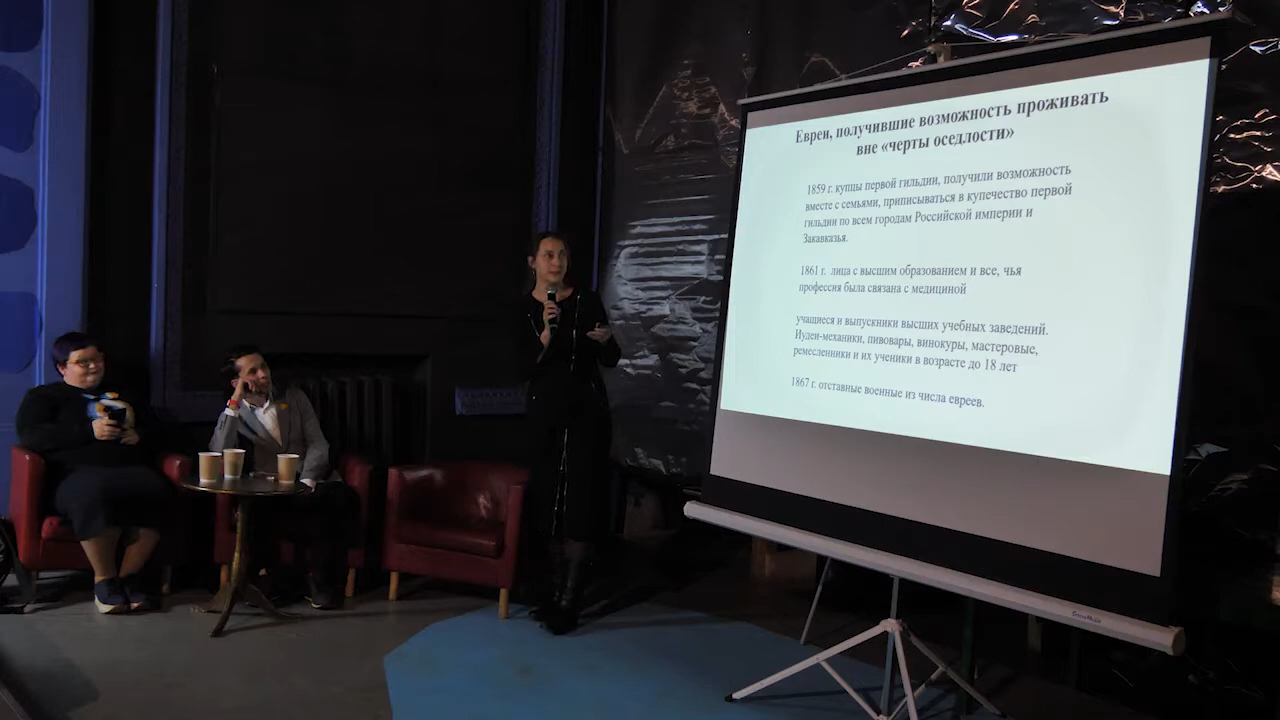 Евреи, получившие возможность проживать
вне «черты оседлости»
1859 г. купцы первой гильдии, получили возможность
вместе с семьями, приписываться в купечество первой
гильдии по всем городам Российской империи и
Закавказья.
1861 г. лица с высшим образованием и все, чья
профессия была связана с медициной
учащиеся и выпускники высших учебных заведений.
Иудеи-механики, пивовары, винокуры, мастеровые,
ремесленники и их ученики в возрасте до 18 лет
1867 г. отставные военные из числа евреев.